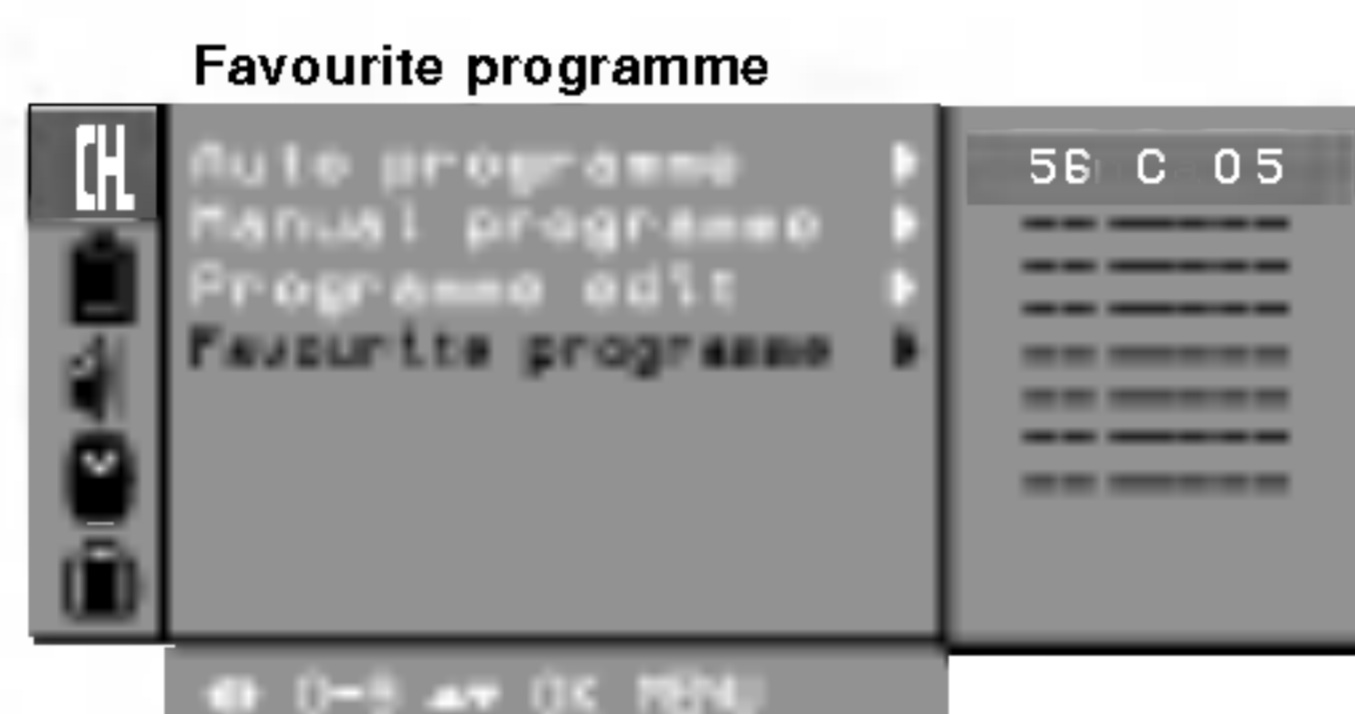 Favourite programme
CH
Auto programme
Manual programme
Programme edit
Favourite programme
56 C 05
-- ------
-- ------
-- ------
-- ------
-- ------
-- ------
-- ------
0-9 OK MENU